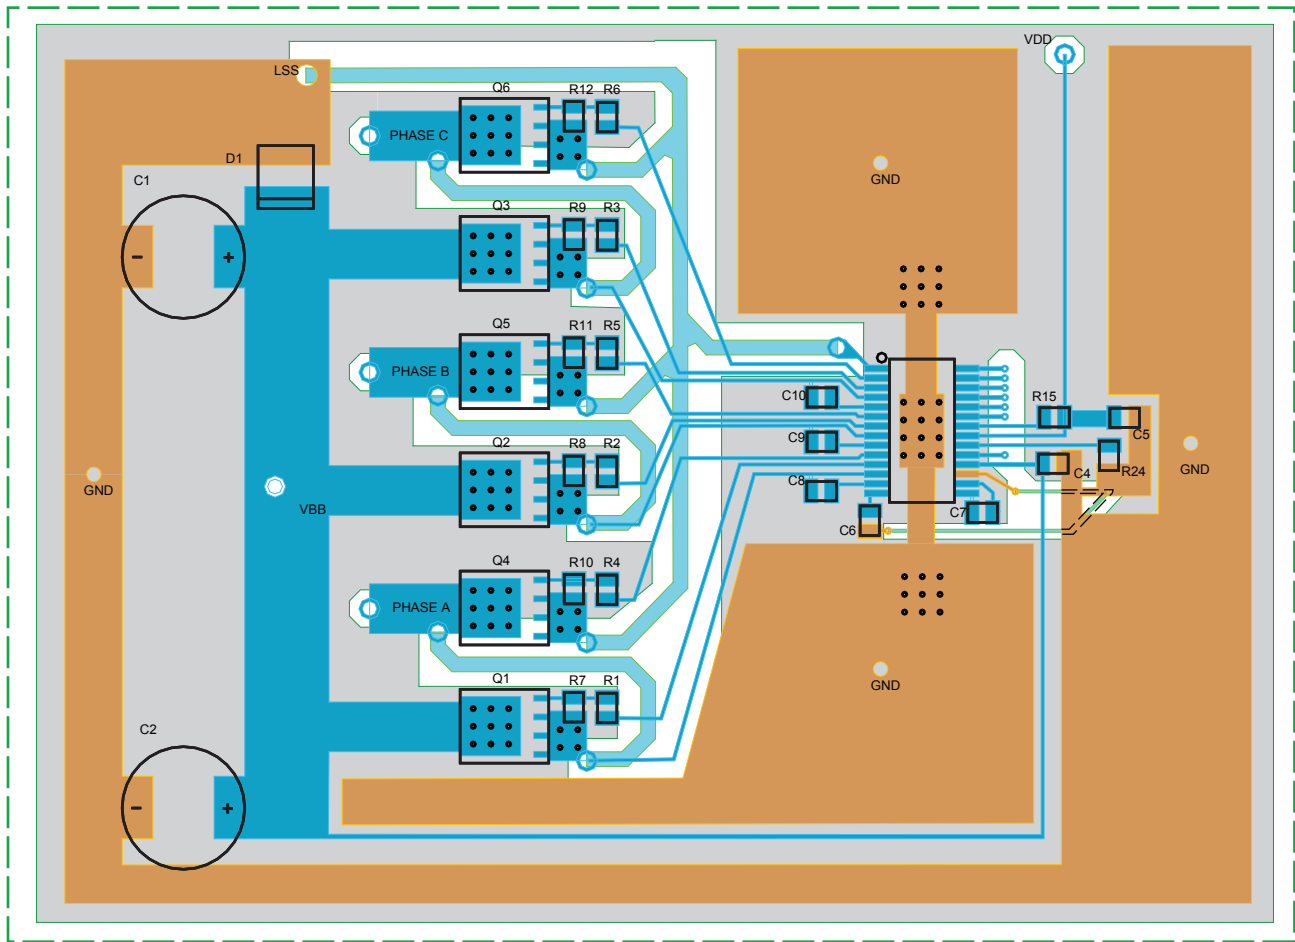 VDD
LSS
Q6
R12 R6
PHASE C
D1
C1
GND
Q3
R9 R3
- +
Q5
R11 R5
PHASE B
C10
R15
C5
Q2
R8 R2
C9
GND
C4
R24
GND
C8
VBB
C7
C6
Q4
R10 R4
PHASE A
Q1
R7 R1
GND
C2
- +